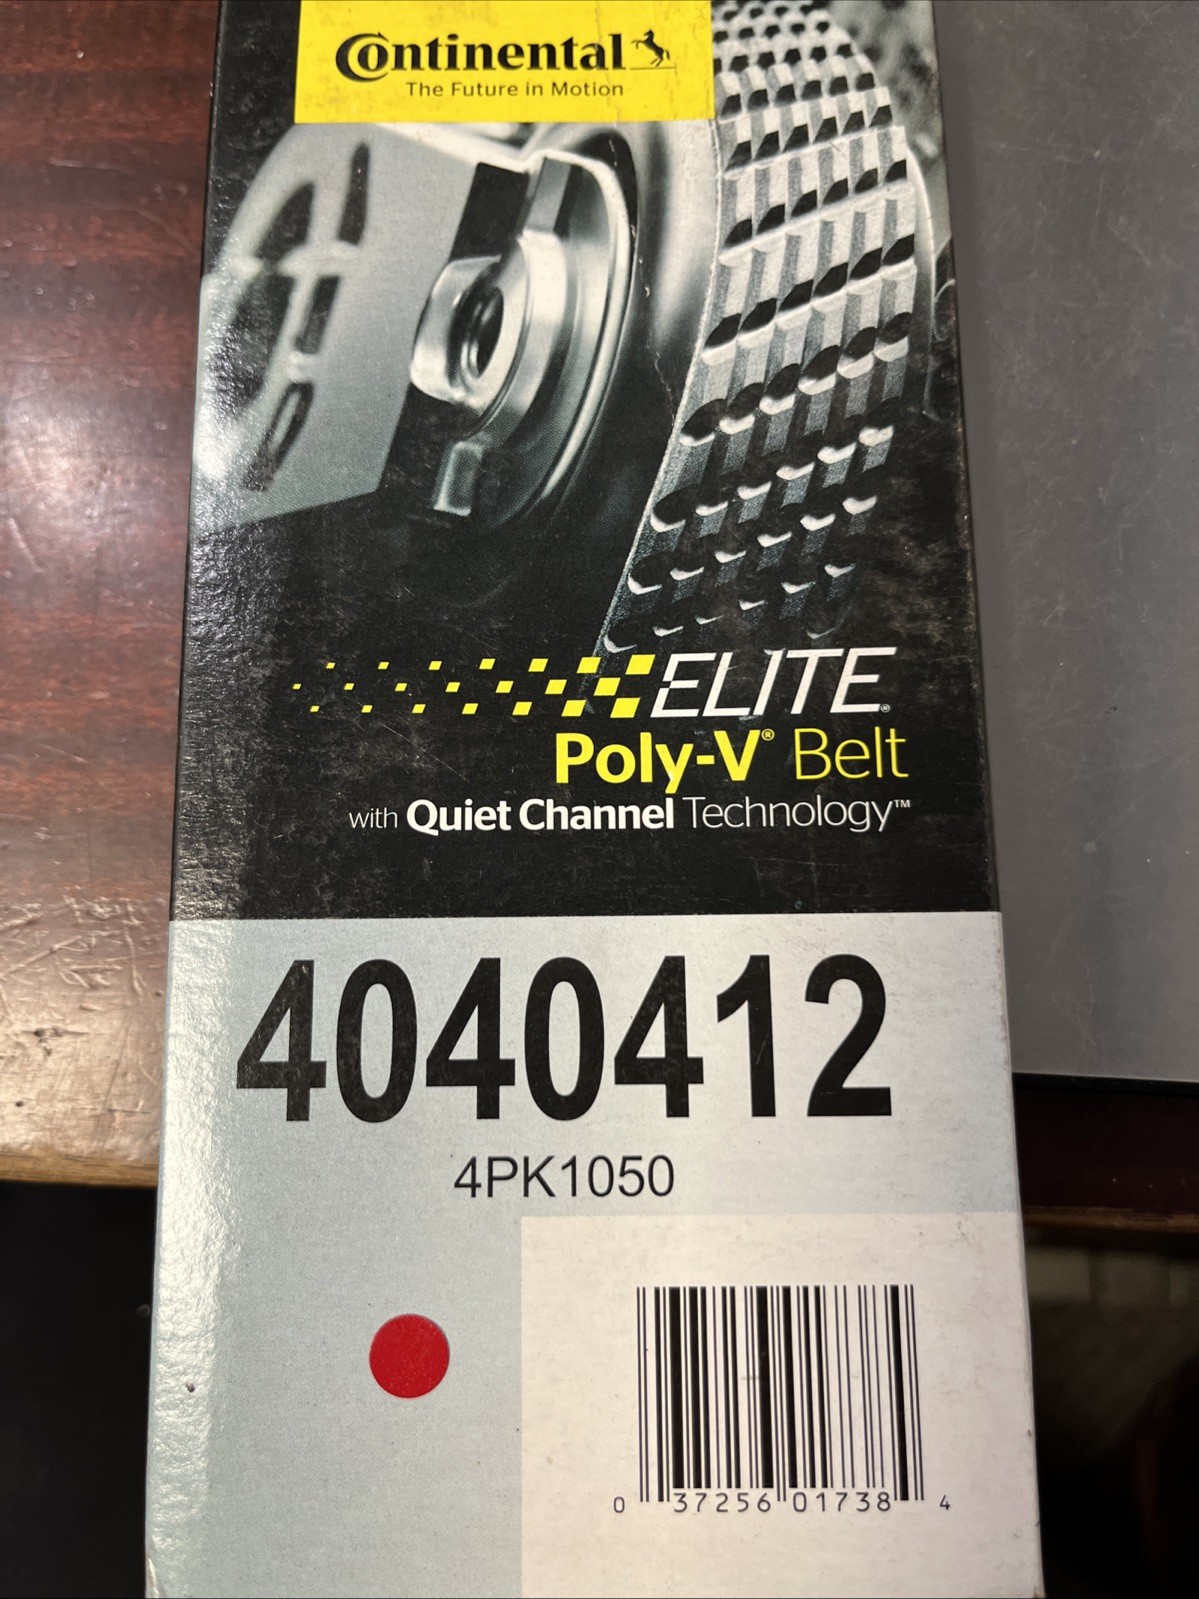 Continental
The Future in Motion
ELITE®
Poly-V® Belt
with Quiet Channel Technology™
4040412
4PK1050
0 37256 01738 4